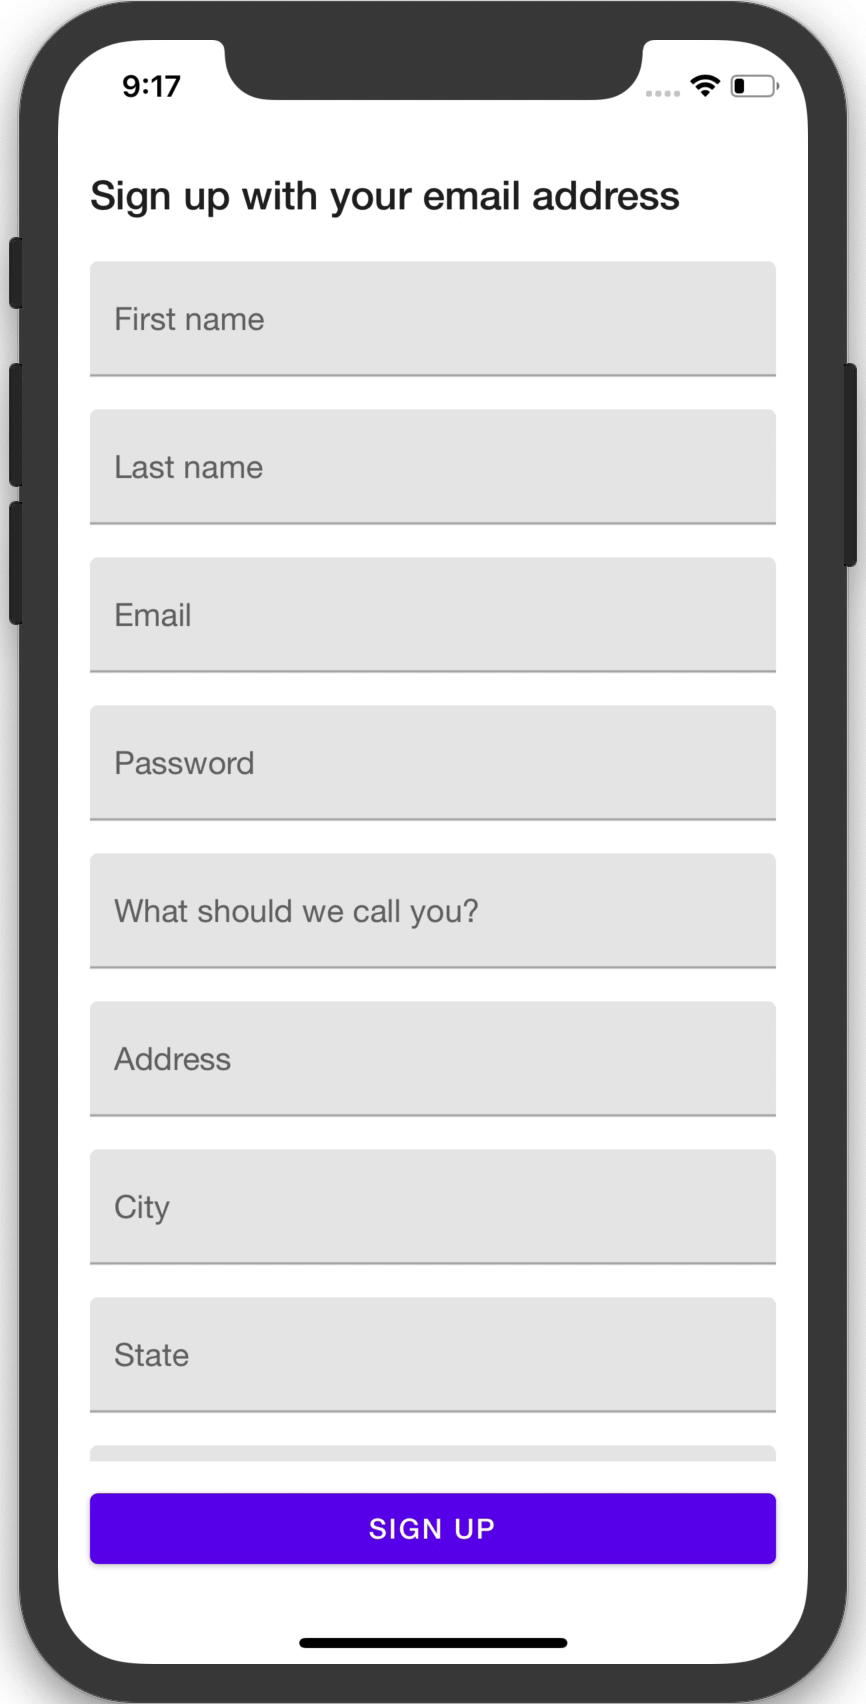 9:17
Sign up with your email address
First name
Last name
Email
Password
What should we call you?
Address
City
State
SIGN UP